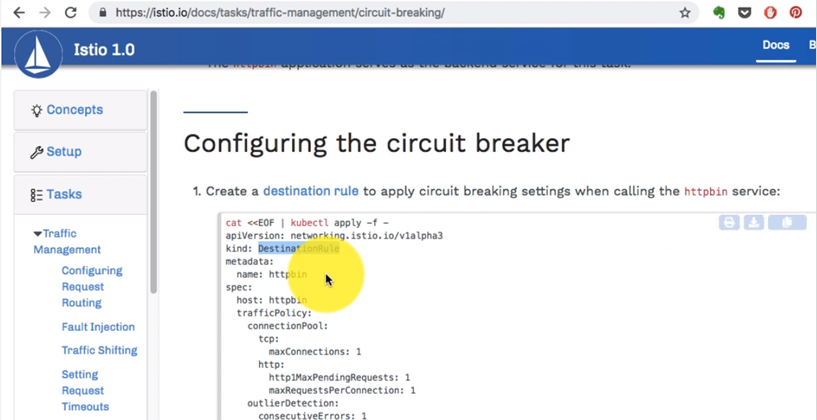 https://istio.io/docs/tasks/traffic-management/circuit-breaking/
Istio 1.0
Docs
B
The httpbin application serves as the backend service for this task.
Concepts
Setup
Tasks
Traffic
Management
Configuring
Request
Routing
Fault Injection
Traffic Shifting
Setting
Request
Timeouts
Configuring the circuit breaker
1. Create a destination rule to apply circuit breaking settings when calling the httpbin service:
cat <<EOF | kubectl apply -f -
apiVersion: networking.istio.io/v1alpha3
kind: DestinationRule
metadata:
name: httpbin
spec:
host: httpbin
trafficPolicy:
connectionPool:
tcp:
maxConnections: 1
http:
http1MaxPendingRequests: 1
maxRequestsPerConnection: 1
outlierDetection:
consecutiveErrors: 1